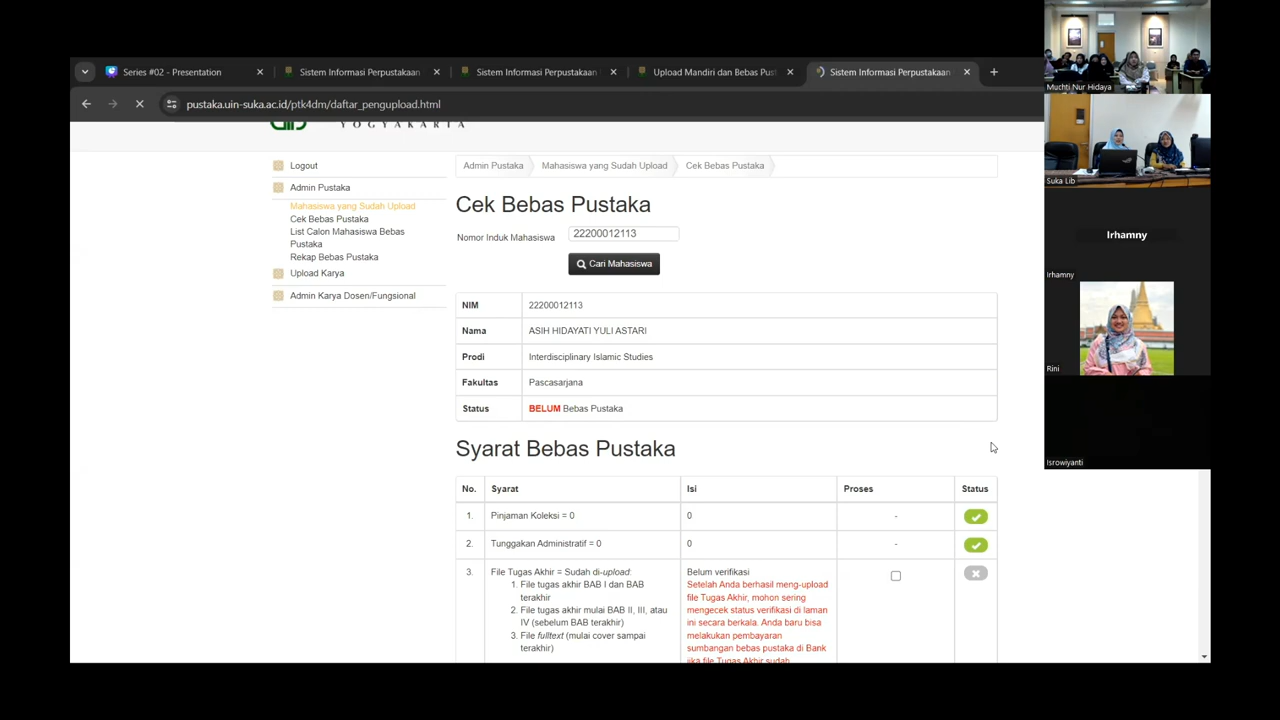 Series #02 - Presentation
Sistem Informasi Perpustakaan
Sistem Informasi Perpustakaan
Upload Mandiri dan Bebas Pust
Sistem Informasi Perpustakaan
pustaka.uin-suka.ac.id/ptk4dm/daftar_pengupload.html
YOGYAKARTA
Logout
Admin Pustaka
Mahasiswa yang Sudah Upload
Cek Bebas Pustaka
List Calon Mahasiswa Bebas
Pustaka
Rekap Bebas Pustaka
Upload Karya
Admin Karya Dosen/Fungsional
Admin Pustaka
Mahasiswa yang Sudah Upload
Cek Bebas Pustaka
Cek Bebas Pustaka
Nomor Induk Mahasiswa 22200012113
Cari Mahasiswa
NIM 22200012113
Nama ASIH HIDAYATI YULI ASTARI
Prodi Interdisciplinary Islamic Studies
Fakultas Pascasarjana
Status BELUM Bebas Pustaka
Syarat Bebas Pustaka
No. Syarat Isi Proses Status
1. Pinjaman Koleksi = 0 0 -
2. Tunggakan Administratif = 0 0 -
3. File Tugas Akhir = Sudah di-upload:
1. File tugas akhir BAB I dan BAB
terakhir
2. File tugas akhir mulai BAB II, III, atau
IV (sebelum BAB terakhir)
3. File fulltext (mulai cover sampai
terakhir)
Belum verifikasi
Setelah Anda berhasil meng-upload
file Tugas Akhir, mohon sering
mengecek status verifikasi di laman
ini secara berkala. Anda baru bisa
melakukan pembayaran
sumbangan bebas pustaka di Bank
jika file Tugas Akhir sudah
Muchti Nur Hidaya
Suka Lib
Irhamny
Irhamny
Rini
Isrowiyanti